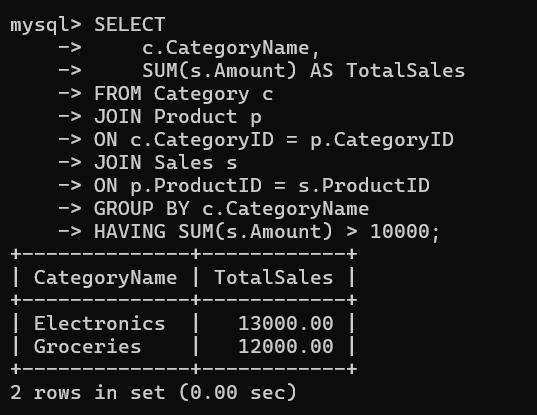 mysql> SELECT
    ->     c.CategoryName,
    ->     SUM(s.Amount) AS TotalSales
    -> FROM Category c
    -> JOIN Product p
    -> ON c.CategoryID = p.CategoryID
    -> JOIN Sales s
    -> ON p.ProductID = s.ProductID
    -> GROUP BY c.CategoryName
    -> HAVING SUM(s.Amount) > 10000;
+--------------+------------+
| CategoryName | TotalSales |
+--------------+------------+
| Electronics  |   13000.00 |
| Groceries    |   12000.00 |
+--------------+------------+
2 rows in set (0.00 sec)